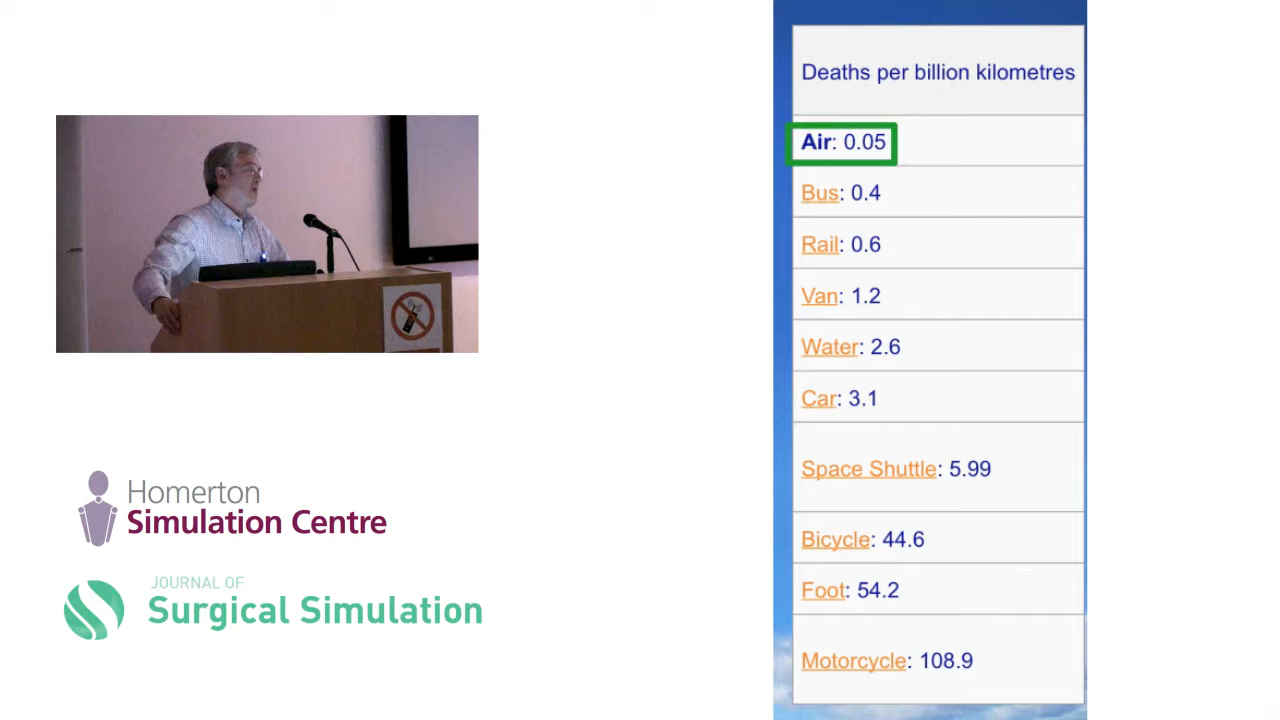 Deaths per billion kilometres
Air: 0.05
Bus: 0.4
Rail: 0.6
Van: 1.2
Water: 2.6
Car: 3.1
Space Shuttle: 5.99
Bicycle: 44.6
Foot: 54.2
Motorcycle: 108.9
Homerton
Simulation Centre
JOURNAL OF
Surgical Simulation